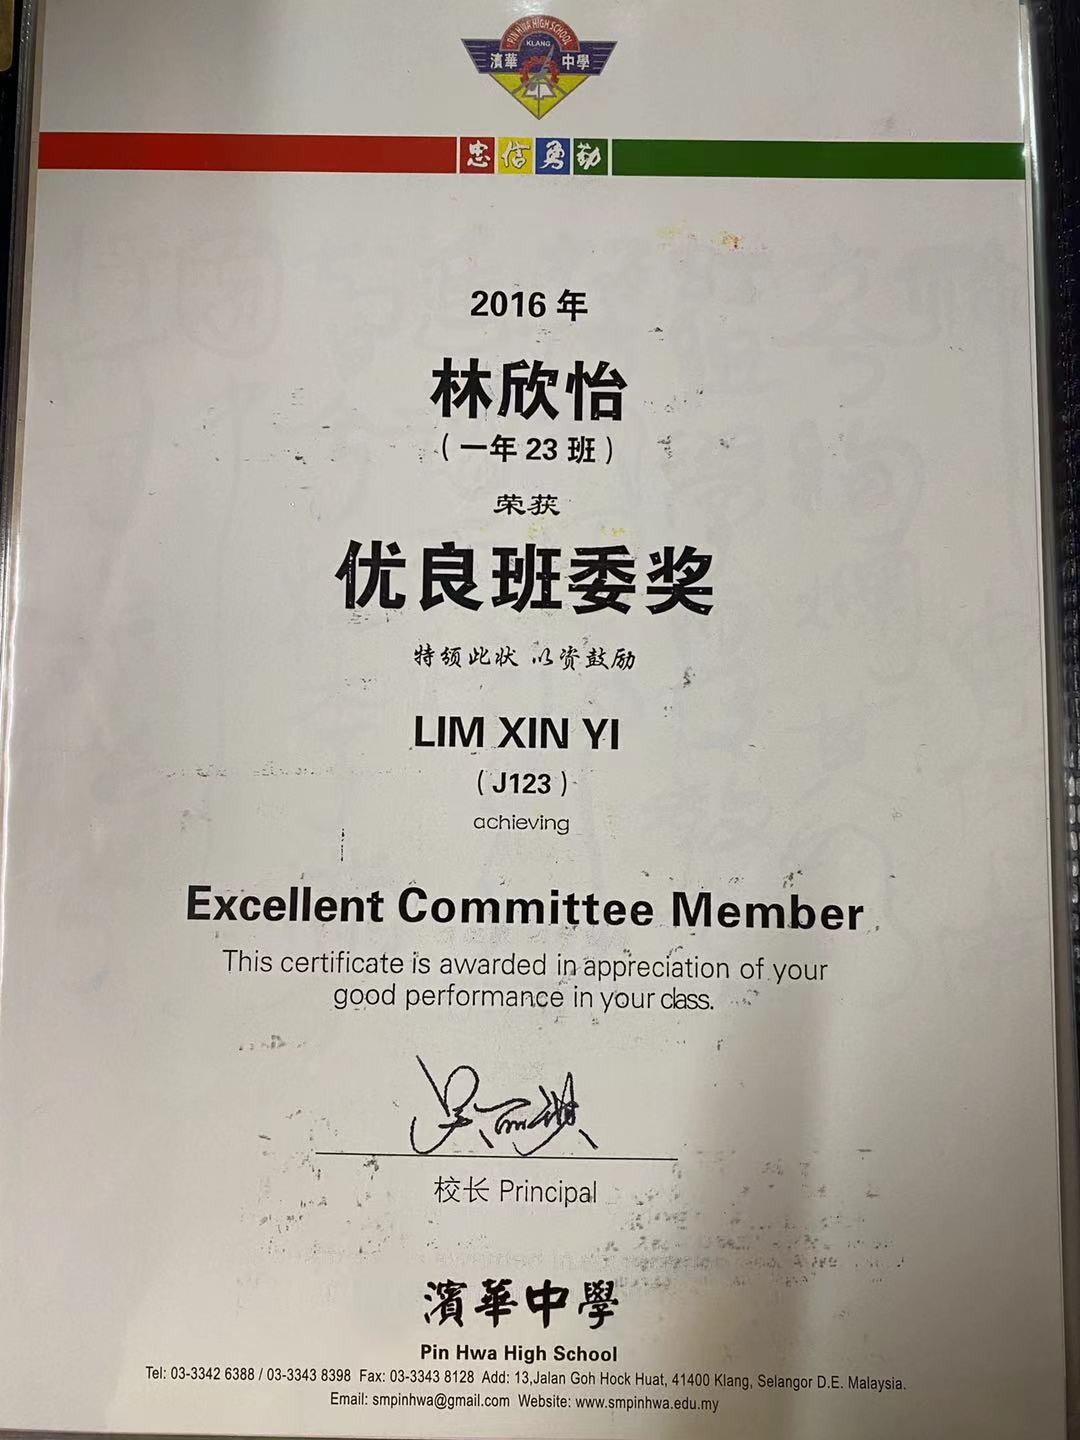 PIN HWA HIGH SCHOOL
KLANG
濱華 中學
忠信勇勤
2016 年
林欣怡
(一年 23 班)
荣获
优良班委奖
特颁此状 以资鼓励
LIM XIN YI
(J123)
achieving
Excellent Committee Member
This certificate is awarded in appreciation of your
good performance in your class.
校长 Principal
濱華中學
Pin Hwa High School
Tel: 03-3342 6388 / 03-3343 8398 Fax: 03-3343 8128 Add: 13,Jalan Goh Hock Huat, 41400 Klang, Selangor D.E. Malaysia.
Email: smpinhwa@gmail.com Website: www.smpinhwa.edu.my